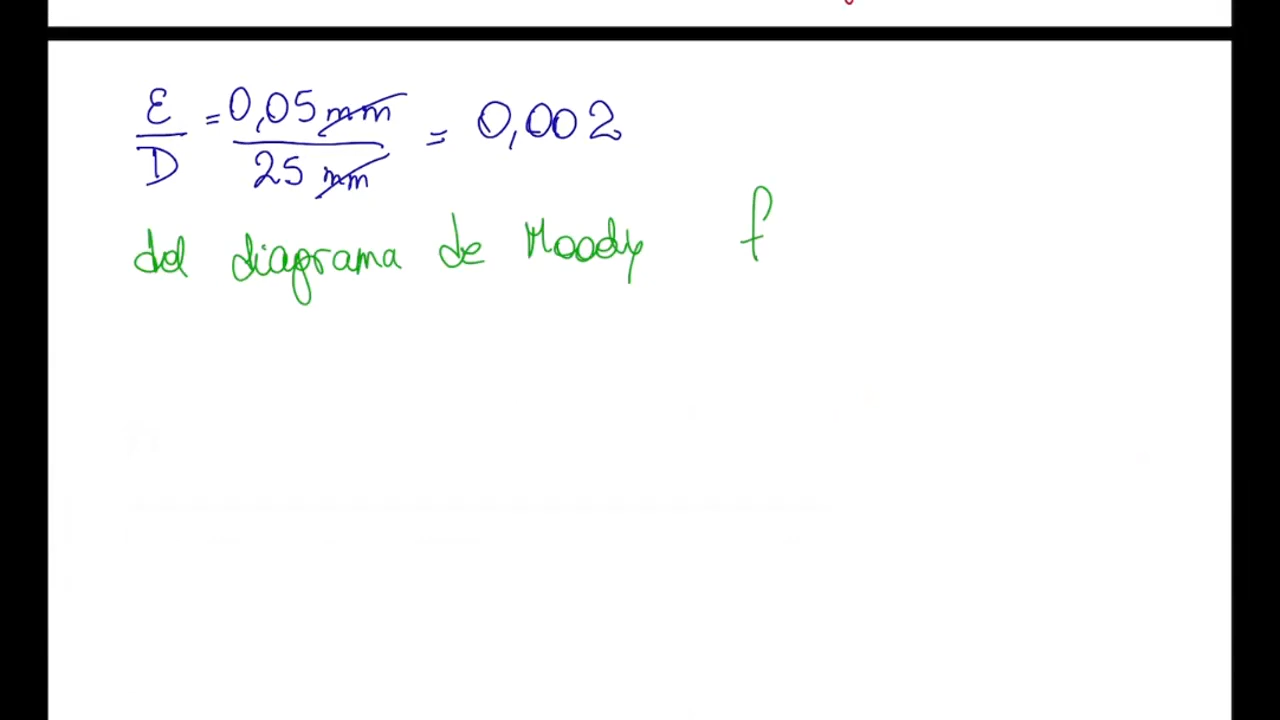 ε/D = 0,05 mm / 25 mm = 0,002
del diagrama de Moody f